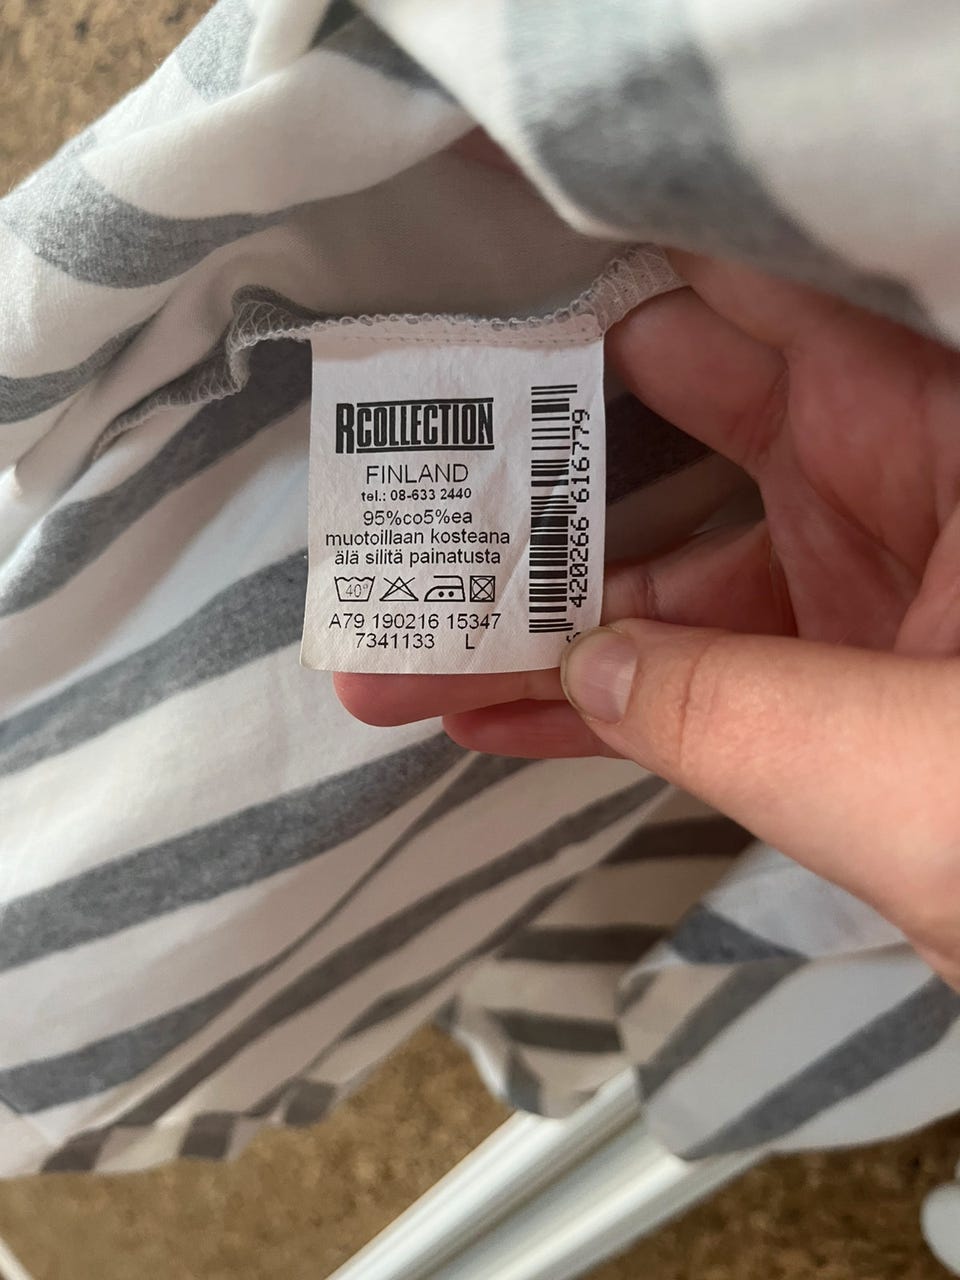 RCOLLECTION
FINLAND
tel.: 08-633 2440
95%co5%ea
muotoillaan kosteana
älä silitä painatusta
40°
A79 190216 15347
7341133 L
420266 616779